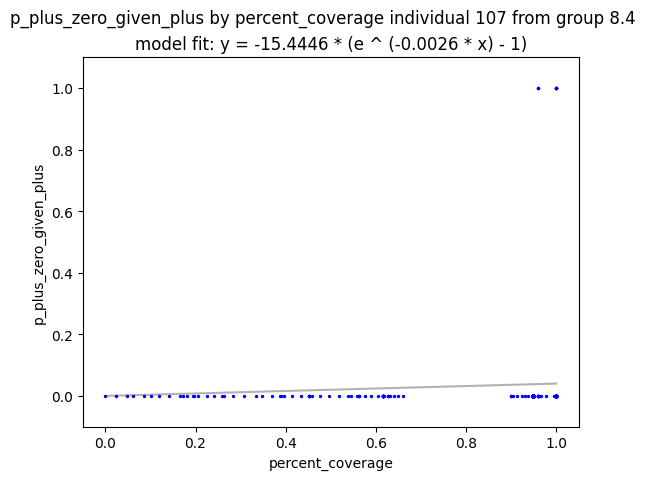 p_plus_zero_given_plus by percent_coverage individual 107 from group 8.4
model fit: y = -15.4446 * (e ^ (-0.0026 * x) - 1)
1.0
0.8
0.6
0.4
0.2
0.0
p_plus_zero_given_plus
0.0 0.2 0.4 0.6 0.8 1.0
percent_coverage